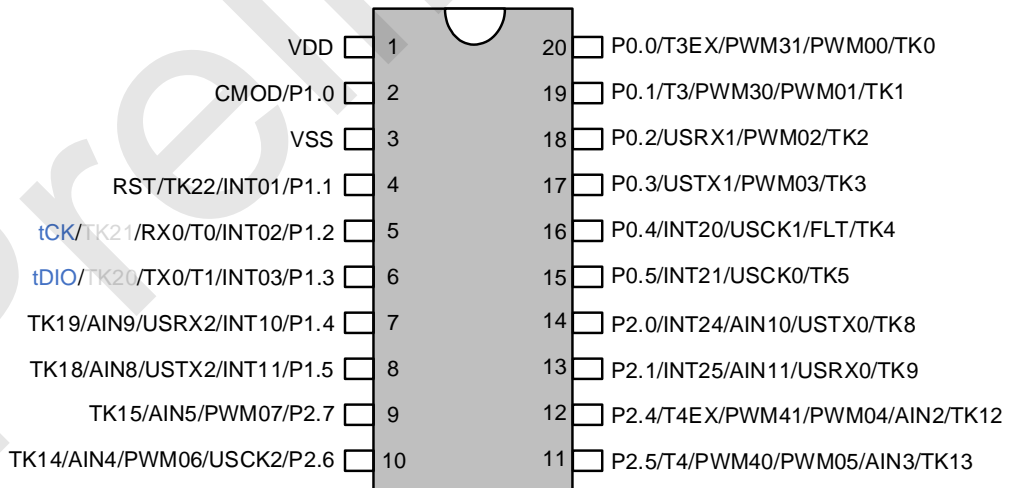 VDD 1 20 P0.0/T3EX/PWM31/PWM00/TK0
CMOD/P1.0 2 19 P0.1/T3/PWM30/PWM01/TK1
VSS 3 18 P0.2/USRX1/PWM02/TK2
RST/TK22/INT01/P1.1 4 17 P0.3/USTX1/PWM03/TK3
tCK/TK21/RX0/T0/INT02/P1.2 5 16 P0.4/INT20/USCK1/FLT/TK4
tDIO/TK20/TX0/T1/INT03/P1.3 6 15 P0.5/INT21/USCK0/TK5
TK19/AIN9/USRX2/INT10/P1.4 7 14 P2.0/INT24/AIN10/USTX0/TK8
TK18/AIN8/USTX2/INT11/P1.5 8 13 P2.1/INT25/AIN11/USRX0/TK9
TK15/AIN5/PWM07/P2.7 9 12 P2.4/T4EX/PWM41/PWM04/AIN2/TK12
TK14/AIN4/PWM06/USCK2/P2.6 10 11 P2.5/T4/PWM40/PWM05/AIN3/TK13